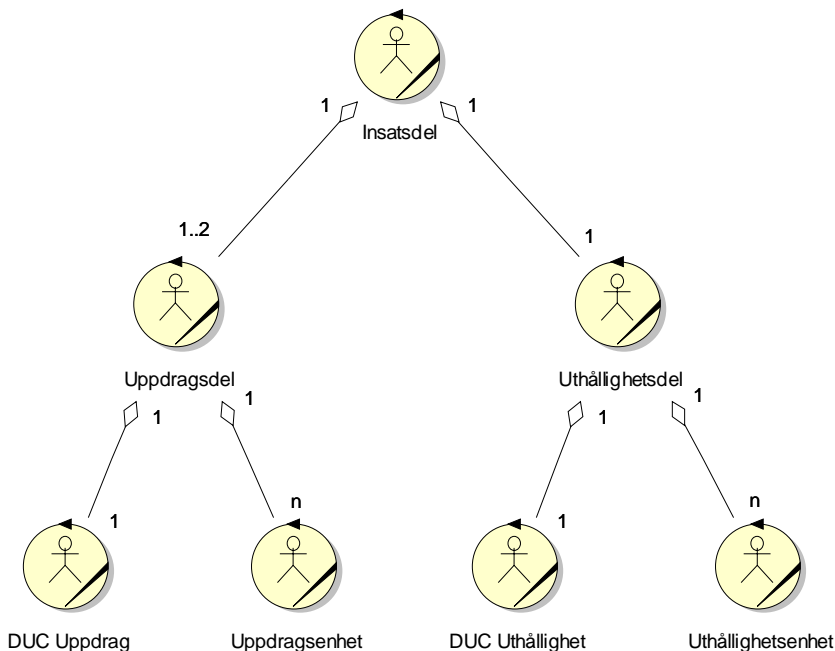 1
1
Insatsdel
1..2
1
Uppdragsdel
Uthållighetsdel
1
1
1
1
1
n
1
n
DUC Uppdrag
Uppdragsenhet
DUC Uthållighet
Uthållighetsenhet